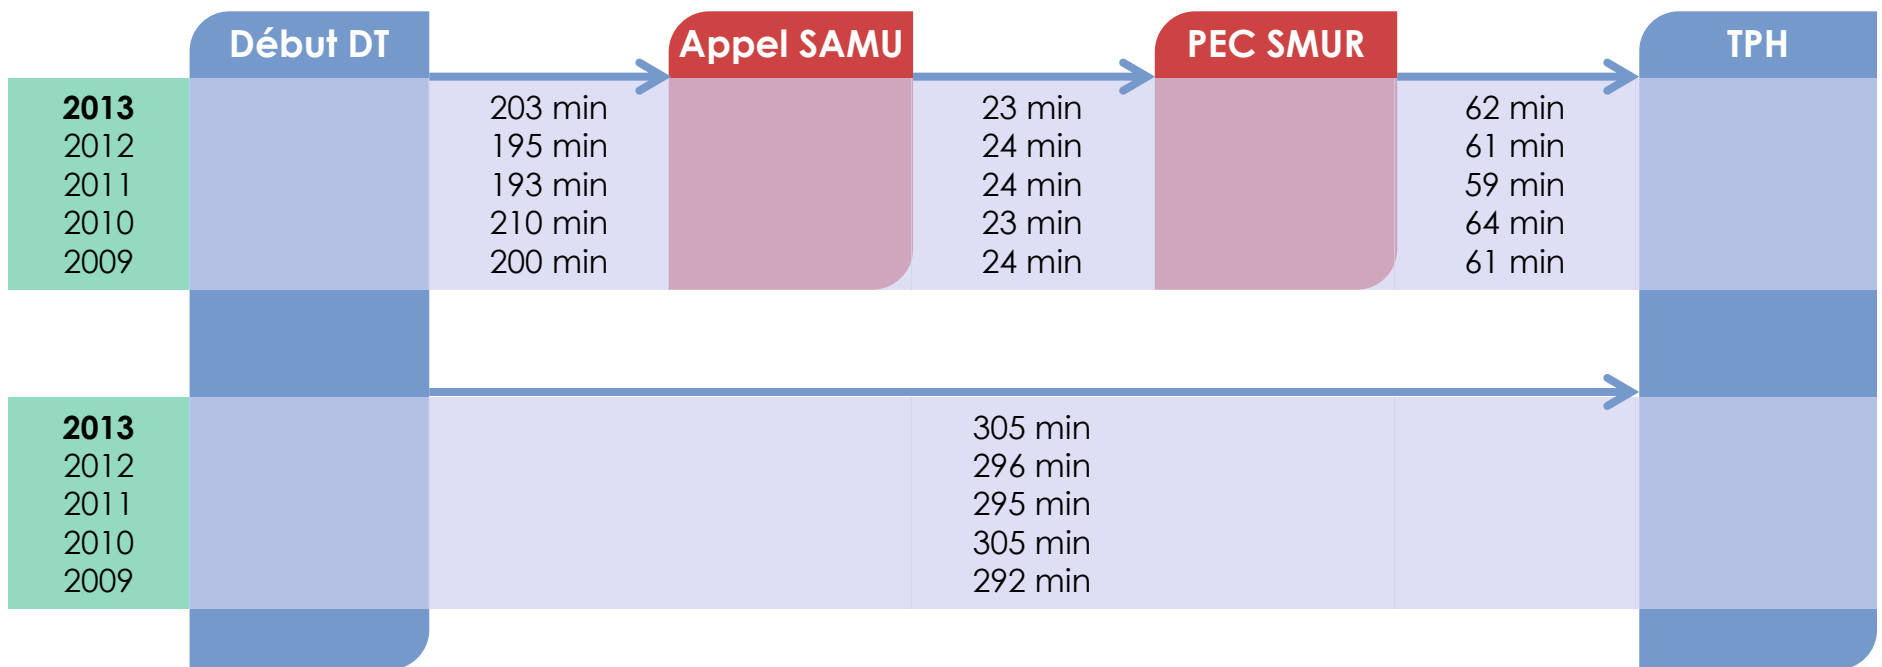 Début DT Appel SAMU PEC SMUR TPH
2013 203 min 23 min 62 min
2012 195 min 24 min 61 min
2011 193 min 24 min 59 min
2010 210 min 23 min 64 min
2009 200 min 24 min 61 min
2013 305 min
2012 296 min
2011 295 min
2010 305 min
2009 292 min